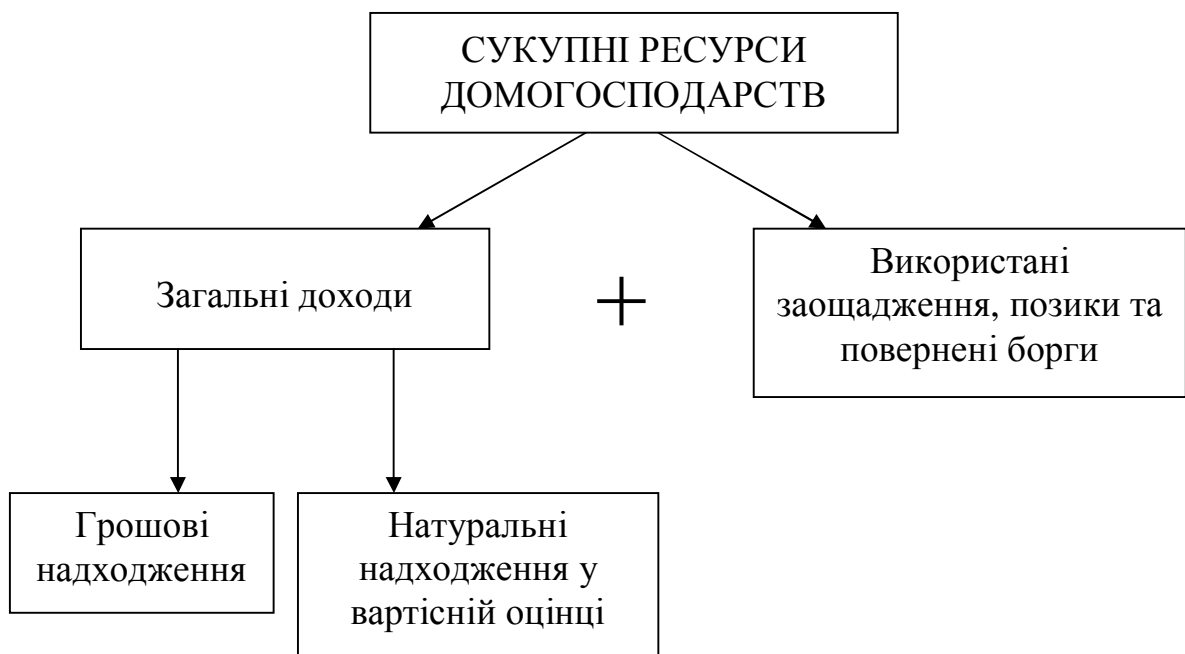 СУКУПНІ РЕСУРСИ
ДОМОГОСПОДАРСТВ
Загальні доходи
+
Використані
заощадження, позики та
повернені борги
Грошові
надходження
Натуральні
надходження у
вартісній оцінці